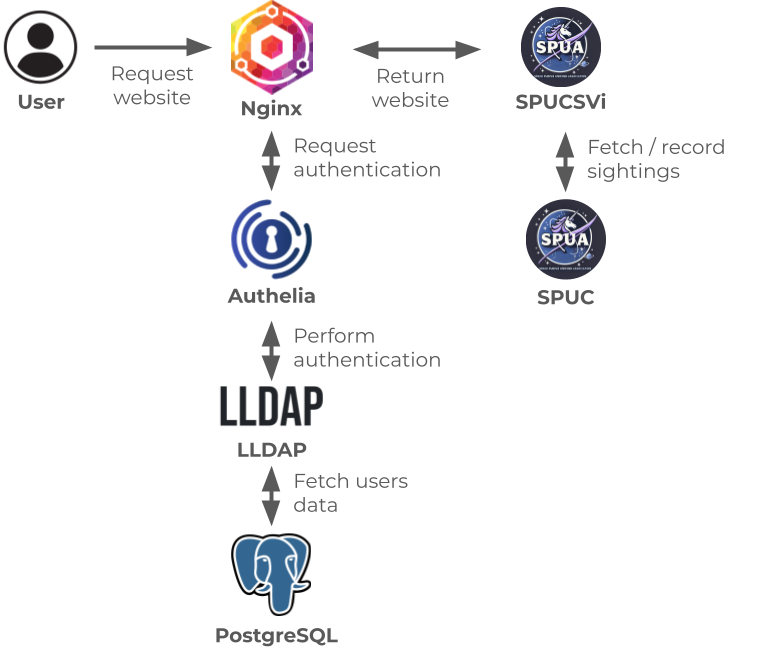 SPUA
Request
website
Return
website
User
Nginx
SPUCSVi
Request
authentication
Fetch / record
sightings
SPUA
Authelia
SPUC
Perform
authentication
LLDAP
LLDAP
Fetch users
data
PostgreSQL